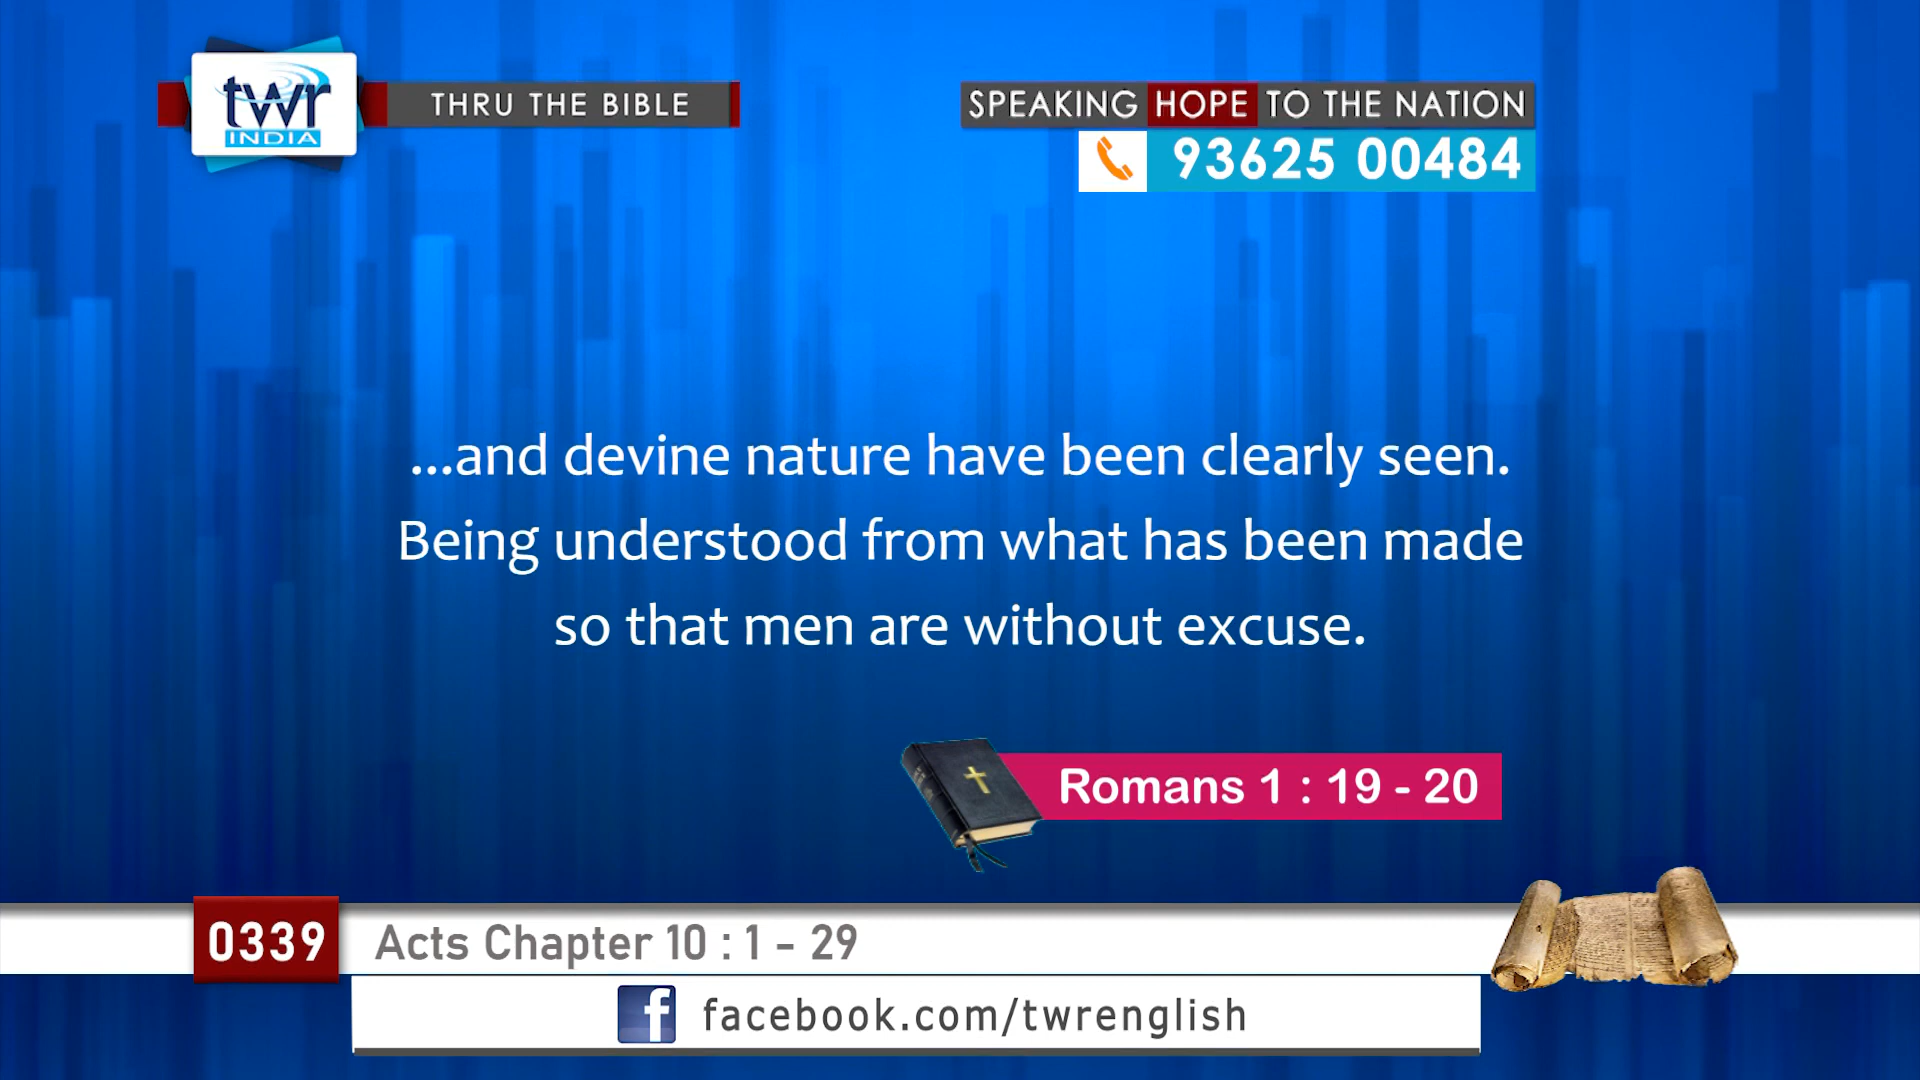 twr
INDIA
THRU THE BIBLE
SPEAKING HOPE TO THE NATION
93625 00484
...and devine nature have been clearly seen.
Being understood from what has been made
so that men are without excuse.
Romans 1 : 19 - 20
0339
Acts Chapter 10 : 1 - 29
facebook.com/twrenglish